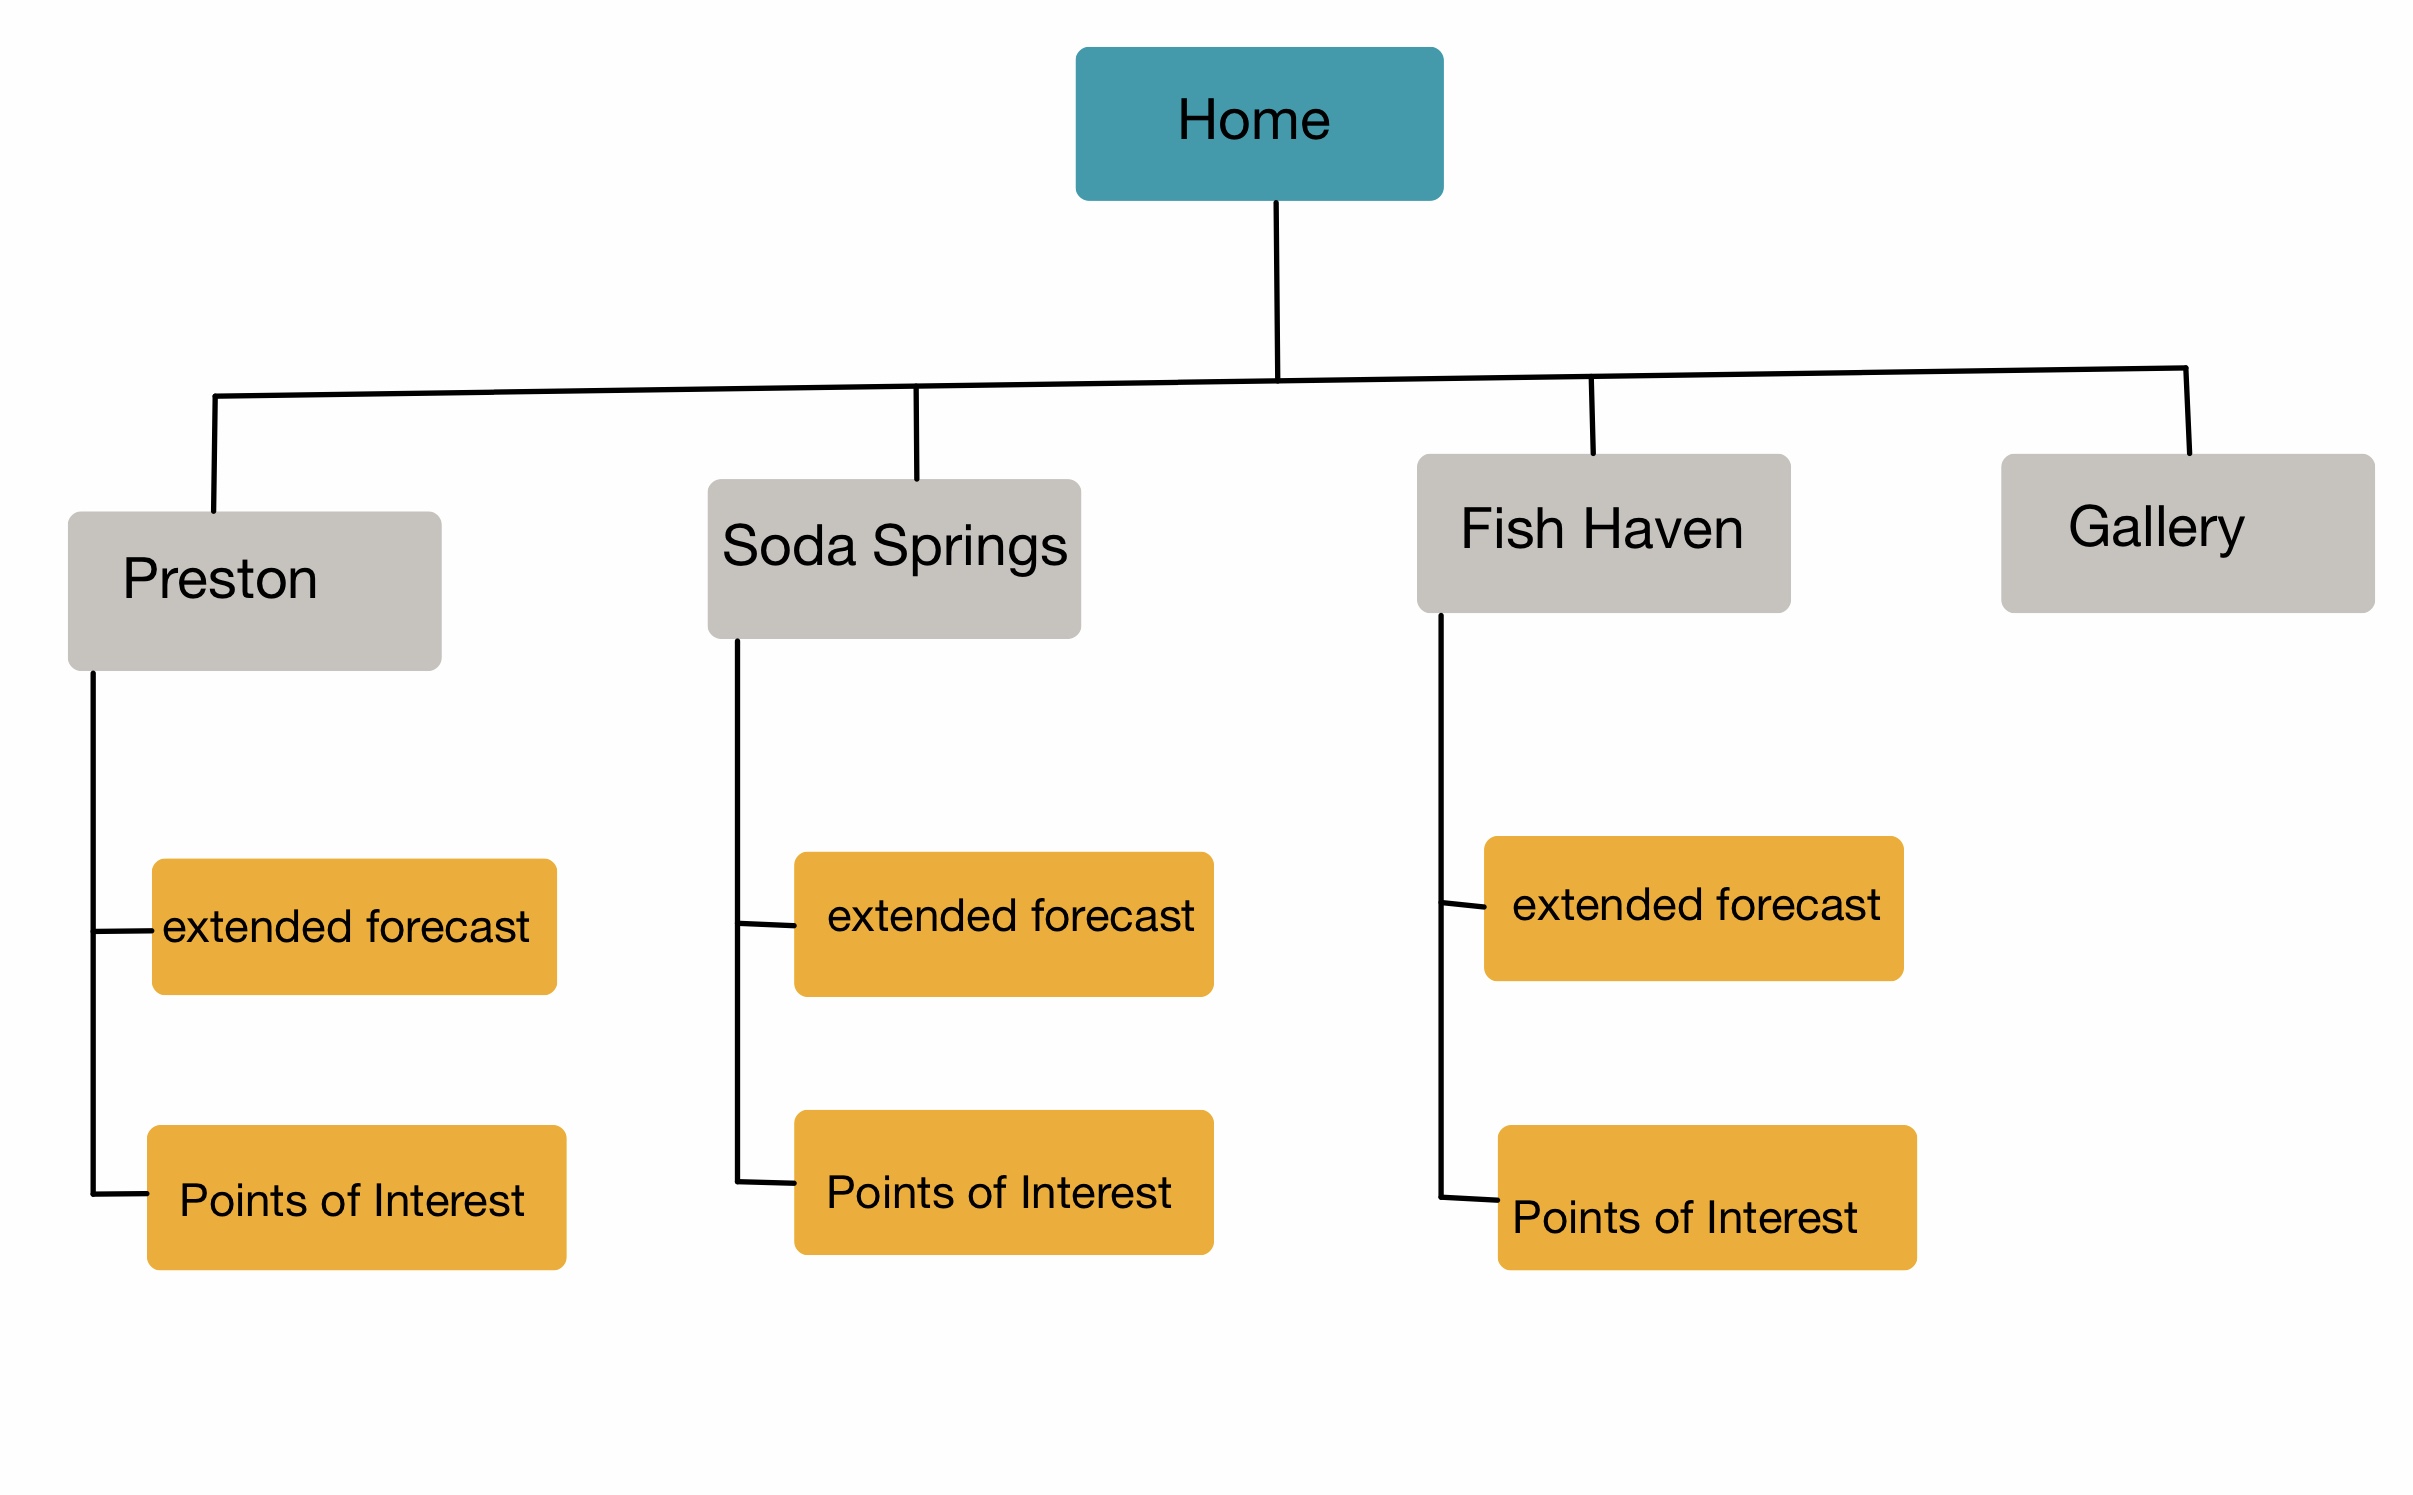 Home
Preston
Soda Springs
Fish Haven
Gallery
extended forecast
extended forecast
extended forecast
Points of Interest
Points of Interest
Points of Interest